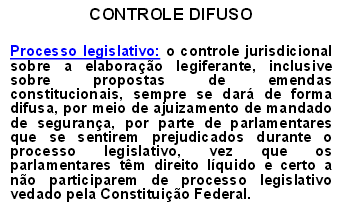 CONTROLE DIFUSO
Processo legislativo: o controle jurisdicional
sobre a elaboração legiferante, inclusive
sobre propostas de emendas
constitucionais, sempre se dará de forma
difusa, por meio de ajuizamento de mandado
de segurança, por parte de parlamentares
que se sentirem prejudicados durante o
processo legislativo, vez que os
parlamentares têm direito líquido e certo a
não participarem de processo legislativo
vedado pela Constituição Federal.